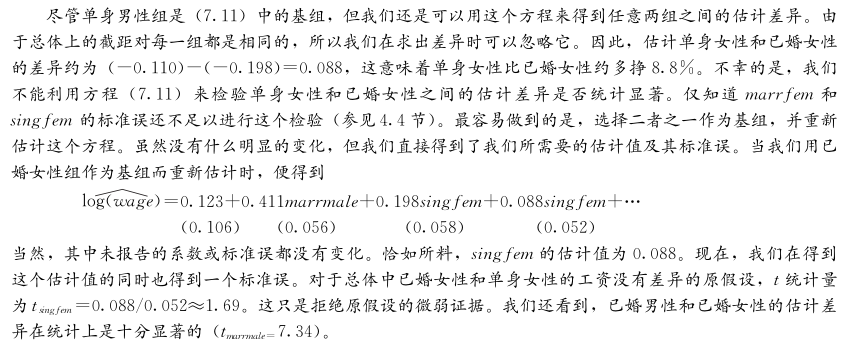 尽管单身男性组是（7.11）中的基组，但我们还是可以用这个方程来得到任意两组之间的估计差异。由
于总体上的截距对每一组都是相同的，所以我们在求出差异时可以忽略它。因此，估计单身女性和已婚女性
的差异约为（－0.110）－（－0.198）＝0.088，这意味着单身女性比已婚女性约多挣 8.8％。不幸的是，我们
不能利用方程（7.11）来检验单身女性和已婚女性之间的估计差异是否统计显著。仅知道 marrfem 和
singfem 的标准误还不足以进行这个检验（参见 4.4 节）。最容易做到的是，选择二者之一作为基组，并重新
估计这个方程。虽然没有什么明显的变化，但我们直接得到了我们所需要的估计值及其标准误。当我们用已
婚女性组作为基组而重新估计时，便得到
log(wage)＝0.123＋0.411marrmale＋0.198singfem＋0.088singfem＋…
(0.106) (0.056) (0.058) (0.052)
当然，其中未报告的系数或标准误都没有变化。恰如所料，singfem 的估计值为 0.088。现在，我们在得到
这个估计值的同时也得到一个标准误。对于总体中已婚女性和单身女性的工资没有差异的原假设，t 统计量
为 tsingfem＝0.088/0.052≈1.69。这只是拒绝原假设的微弱证据。我们还看到，已婚男性和已婚女性的估计差
异在统计上是十分显著的（tmarrmale＝7.34）。